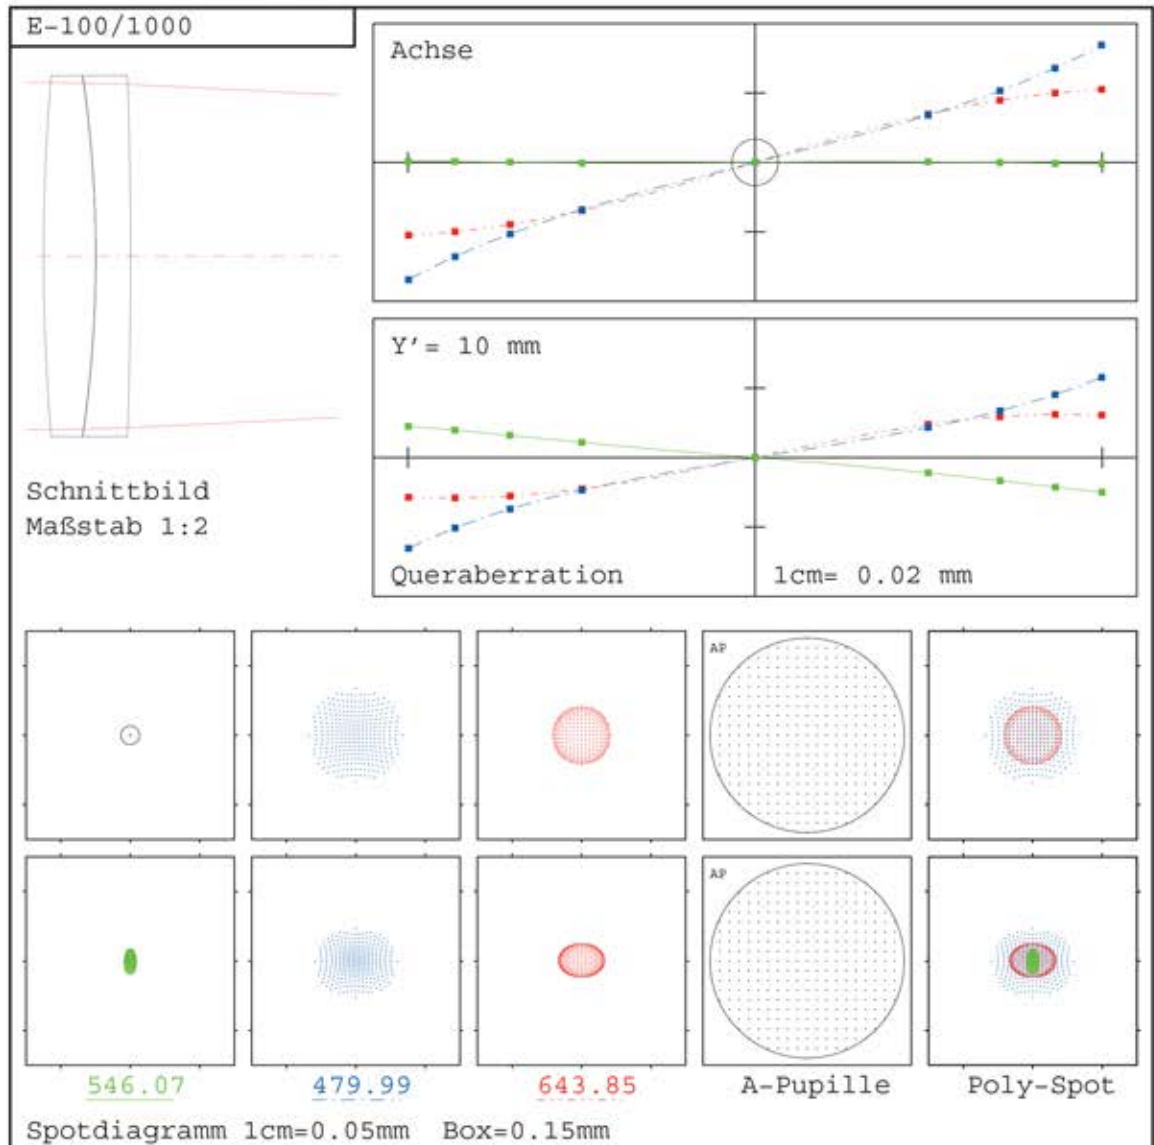 E-100/1000
Achse
Y'= 10 mm
Schnittbild
Maßstab 1:2
Queraberration
1cm= 0.02 mm
AP
AP
546.07
479.99
643.85
A-Pupille
Poly-Spot
Spotdiagramm 1cm=0.05mm Box=0.15mm